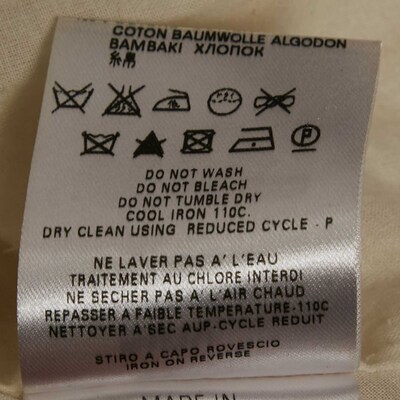 COTON BAUMWOLLE ALGODON
BAMBAKI ХЛОПОК
DO NOT WASH
DO NOT BLEACH
DO NOT TUMBLE DRY
COOL IRON 110C.
DRY CLEAN USING REDUCED CYCLE - P
NE LAVER PAS A' L'EAU
TRAITEMENT AU CHLORE INTERDI
NE SECHER PAS A' L'AIR CHAUD
REPASSER A FAIBLE TEMPERATURE-110C
NETTOYER A'SEC AUP-CYCLE REDUIT
STIRO A CAPO ROVESCIO
IRON ON REVERSE
MADE IN